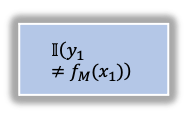 𝕀(y₁
≠ f_M(x₁))